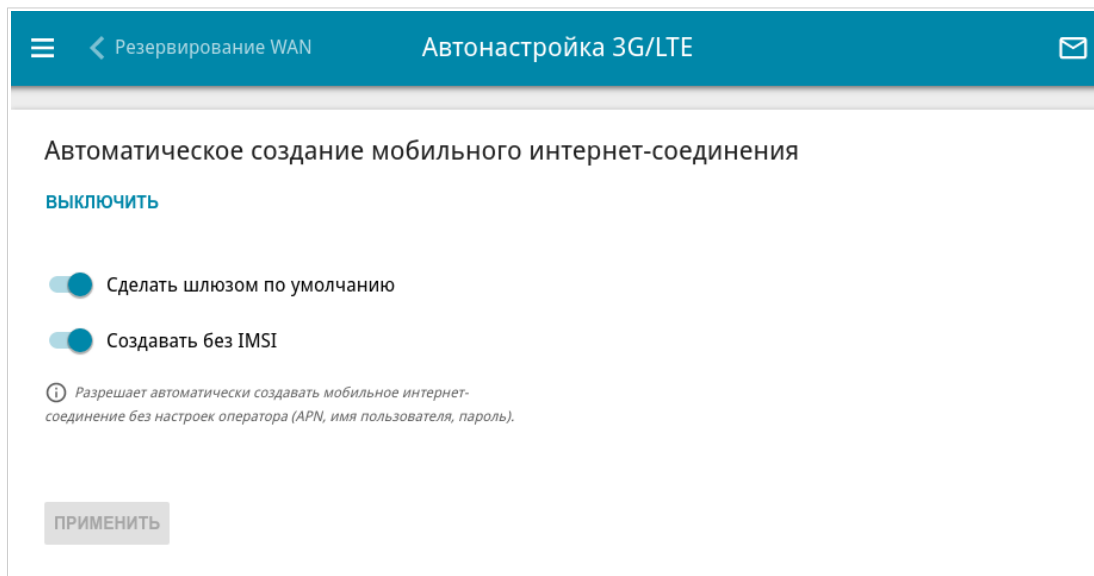 Резервирование WAN
Автонастройка 3G/LTE
Автоматическое создание мобильного интернет-соединения
ВЫКЛЮЧИТЬ
Сделать шлюзом по умолчанию
Создавать без IMSI
Разрешает автоматически создавать мобильное интернет-
соединение без настроек оператора (APN, имя пользователя, пароль).
ПРИМЕНИТЬ